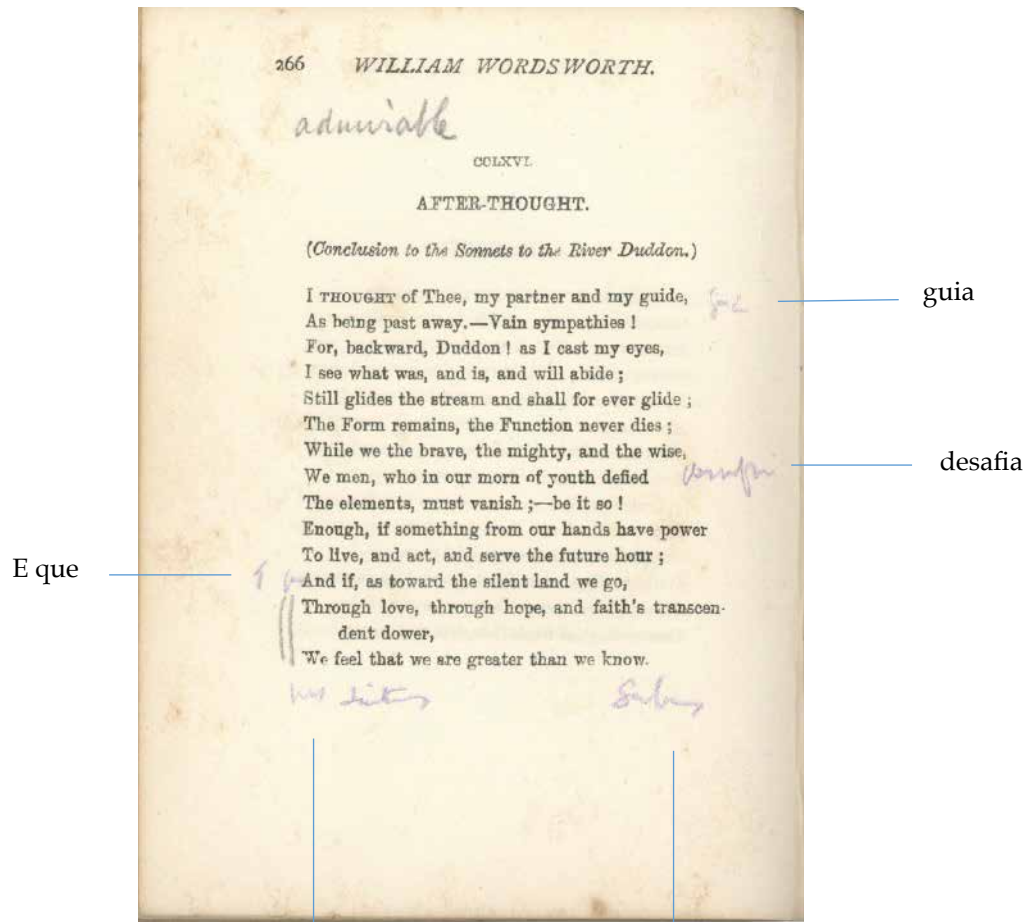 266 WILLIAM WORDSWORTH.
admirable
CCLXVI.
AFTER-THOUGHT.
(Conclusion to the Sonnets to the River Duddon.)
I THOUGHT of Thee, my partner and my guide, guia
As being past away.—Vain sympathies!
For, backward, Duddon! as I cast my eyes,
I see what was, and is, and will abide;
Still glides the stream and shall for ever glide;
The Form remains, the Function never dies;
While we the brave, the mighty, and the wise,
desafia
We men, who in our morn of youth defied
The elements, must vanish;—be it so!
Enough, if something from our hands have power
To live, and act, and serve the future hour;
E que
And if, as toward the silent land we go,
Through love, through hope, and faith's transcen-
dent dower,
We feel that we are greater than we know.